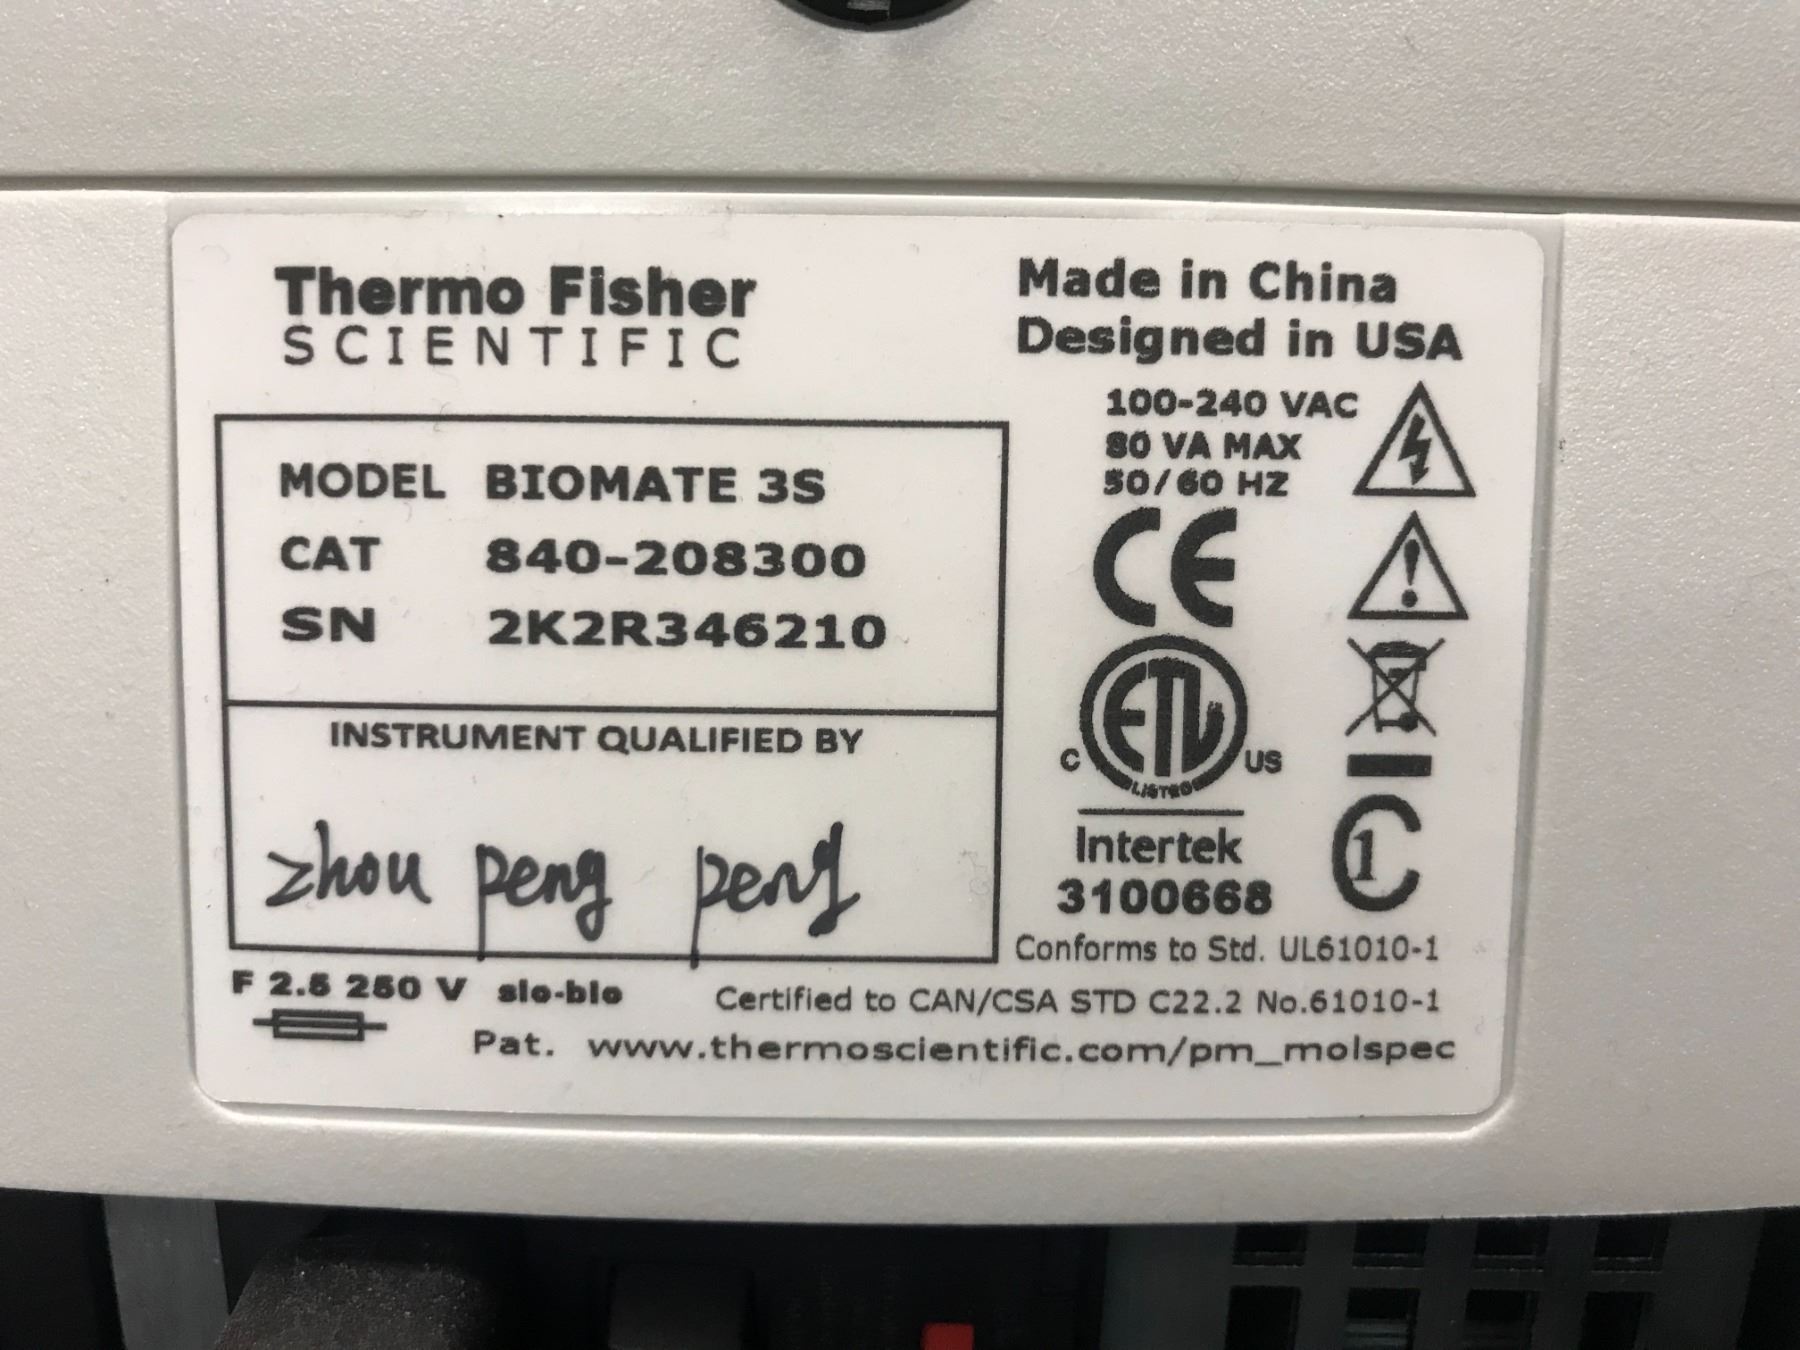 Thermo Fisher
SCIENTIFIC
Made in China
Designed in USA
100-240 VAC
80 VA MAX
50/60 HZ
MODEL BIOMATE 3S
CAT 840-208300
SN 2K2R346210
INSTRUMENT QUALIFIED BY
zhou peng peng
CE
ETL
C US
LISTED
Intertek
3100668
1
Conforms to Std. UL61010-1
F 2.5 250 V slo-blo
Certified to CAN/CSA STD C22.2 No.61010-1
Pat. www.thermoscientific.com/pm_molspec